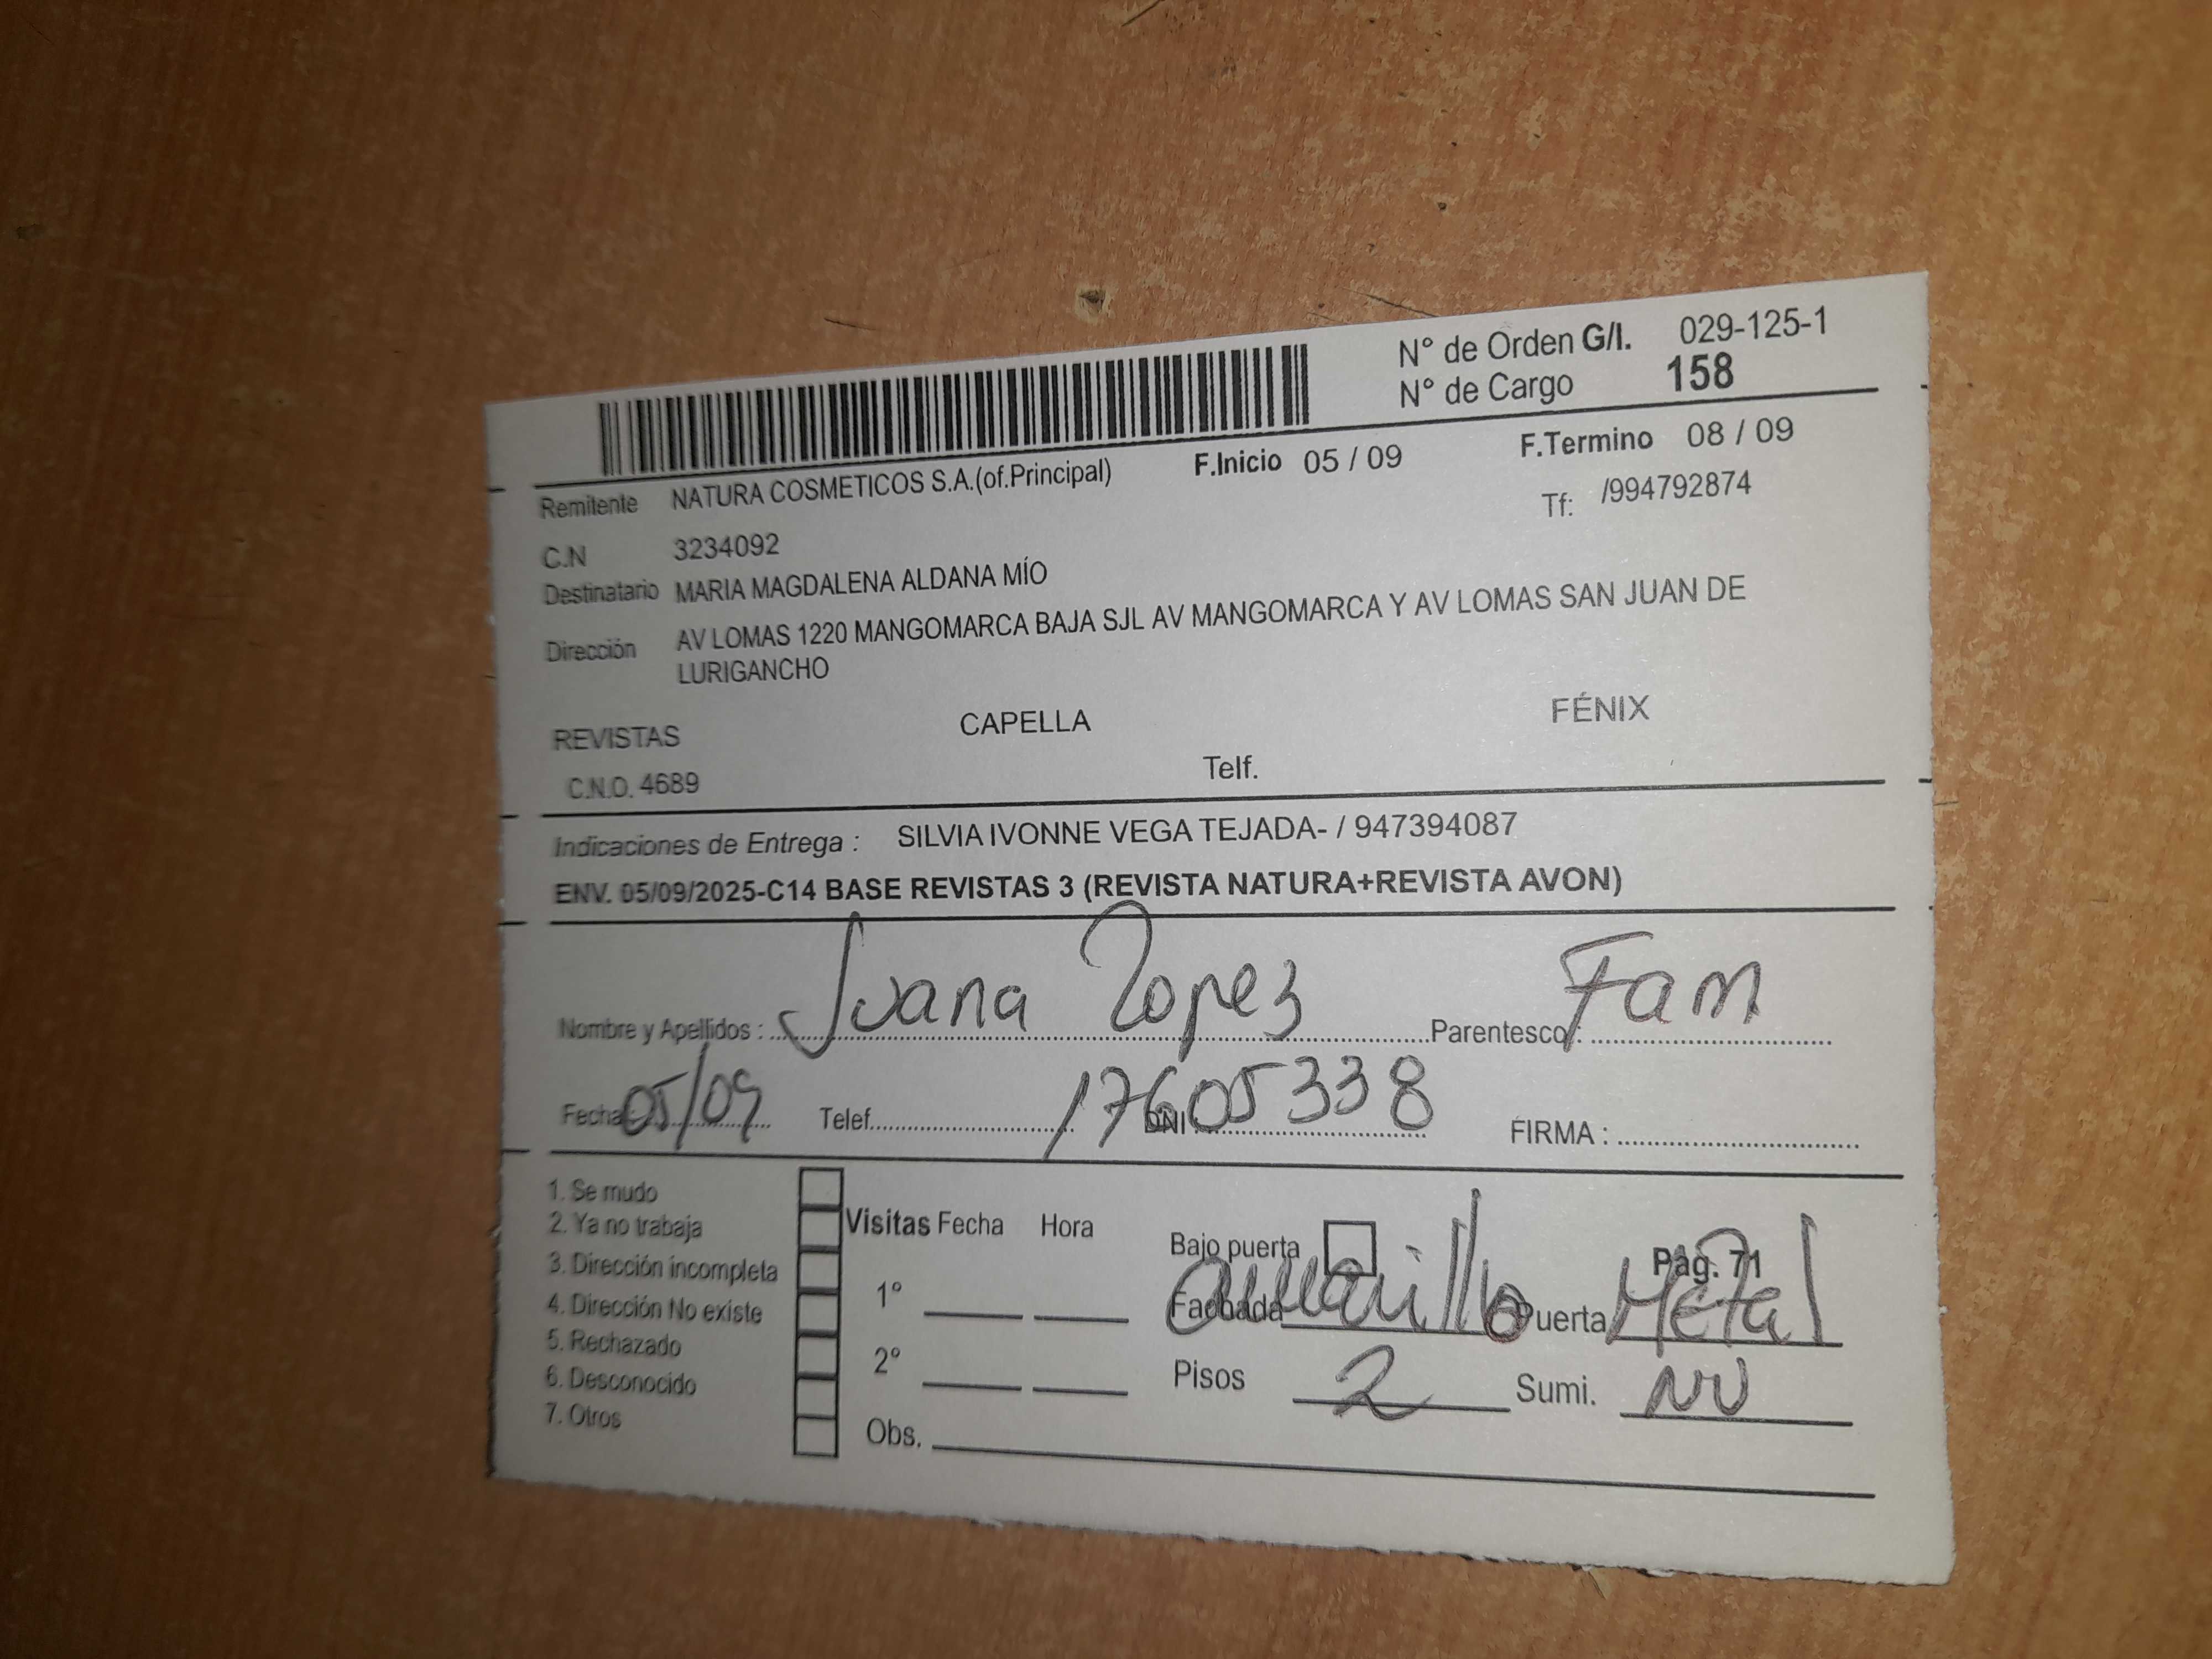 N° de Orden G/I. 029-125-1
N° de Cargo 158
F.Inicio 05 / 09 F.Termino 08 / 09
Remitente NATURA COSMETICOS S.A.(of.Principal) Tf: /994792874
C.N 3234092
Destinatario MARIA MAGDALENA ALDANA MÍO
Dirección AV LOMAS 1220 MANGOMARCA BAJA SJL AV MANGOMARCA Y AV LOMAS SAN JUAN DE
LURIGANCHO
REVISTAS CAPELLA FÉNIX
C.N.O. 4689 Telf.
Indicaciones de Entrega : SILVIA IVONNE VEGA TEJADA- / 947394087
ENV. 05/09/2025-C14 BASE REVISTAS 3 (REVISTA NATURA+REVISTA AVON)
Nombre y Apellidos : Juana Lopez Parentesco : Fam
Fecha : 05/09 Telef. DNI : 17605338 FIRMA :
1. Se mudo
2. Ya no trabaja
3. Dirección incompleta
4. Dirección No existe
5. Rechazado
6. Desconocido
7. Otros
Visitas Fecha Hora
1°
2°
Obs.
Bajo puerta Pág. 71
Fachada amarillo Puerta Metal
Pisos 2 Sumi. NO